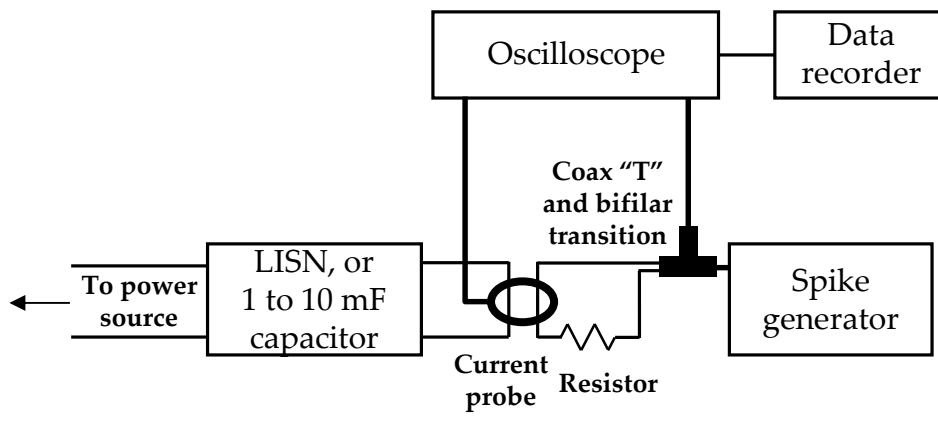 Oscilloscope
Data
recorder
Coax “T”
and bifilar
transition
LISN, or
1 to 10 mF
capacitor
To power
source
Spike
generator
Current
probe
Resistor